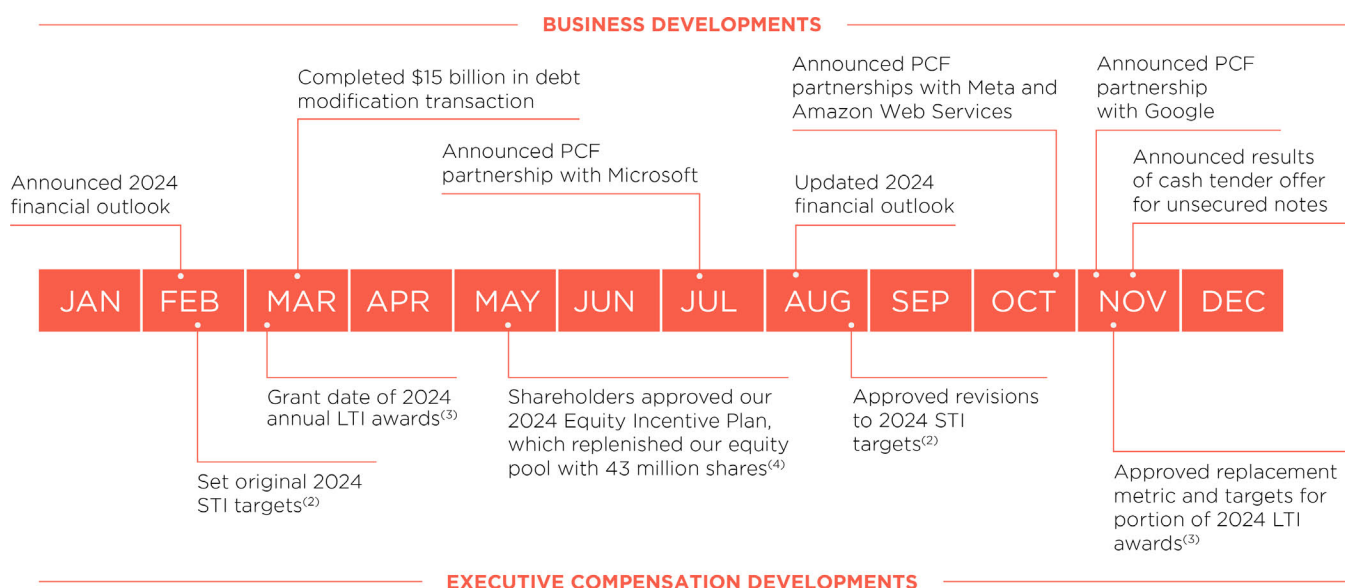 BUSINESS DEVELOPMENTS
Announced 2024
financial outlook
Completed $15 billion in debt
modification transaction
Announced PCF
partnership with Microsoft
Updated 2024
financial outlook
Announced PCF
partnerships with Meta and
Amazon Web Services
Announced PCF
partnership
with Google
Announced results
of cash tender offer
for unsecured notes
JAN FEB MAR APR MAY JUN JUL AUG SEP OCT NOV DEC
Set original 2024
STI targets(2)
Grant date of 2024
annual LTI awards(3)
Shareholders approved our
2024 Equity Incentive Plan,
which replenished our equity
pool with 43 million shares(4)
Approved revisions
to 2024 STI
targets(2)
Approved replacement
metric and targets for
portion of 2024 LTI
awards(3)
EXECUTIVE COMPENSATION DEVELOPMENTS